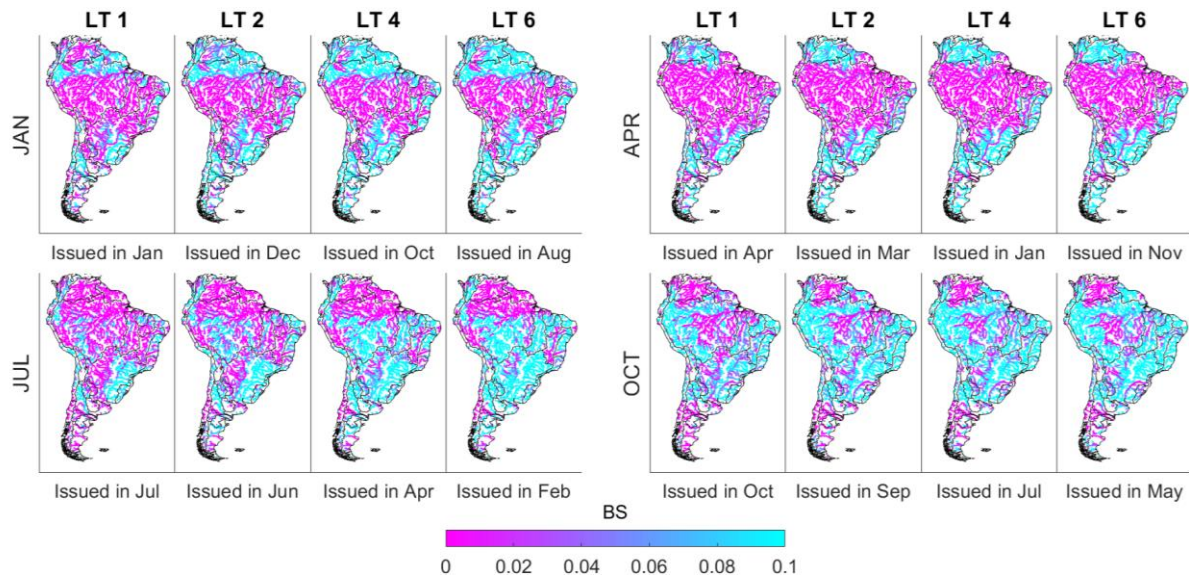 LT 1 LT 2 LT 4 LT 6 LT 1 LT 2 LT 4 LT 6
JAN APR
Issued in Jan Issued in Dec Issued in Oct Issued in Aug Issued in Apr Issued in Mar Issued in Jan Issued in Nov
JUL OCT
Issued in Jul Issued in Jun Issued in Apr Issued in Feb Issued in Oct Issued in Sep Issued in Jul Issued in May
BS
0 0.02 0.04 0.06 0.08 0.1